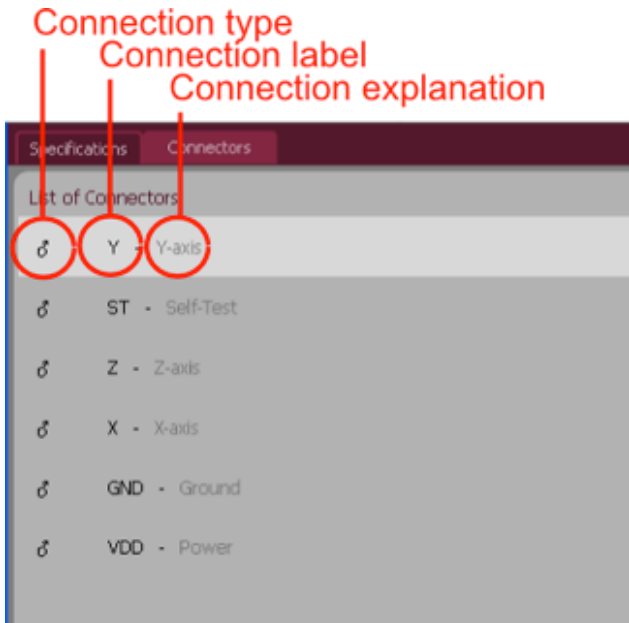 Connection type
Connection label
Connection explanation
Specifications Connectors
List of Connectors
♂ Y - Y-axis
♂ ST - Self-Test
♂ Z - Z-axis
♂ X - X-axis
♂ GND - Ground
♂ VDD - Power